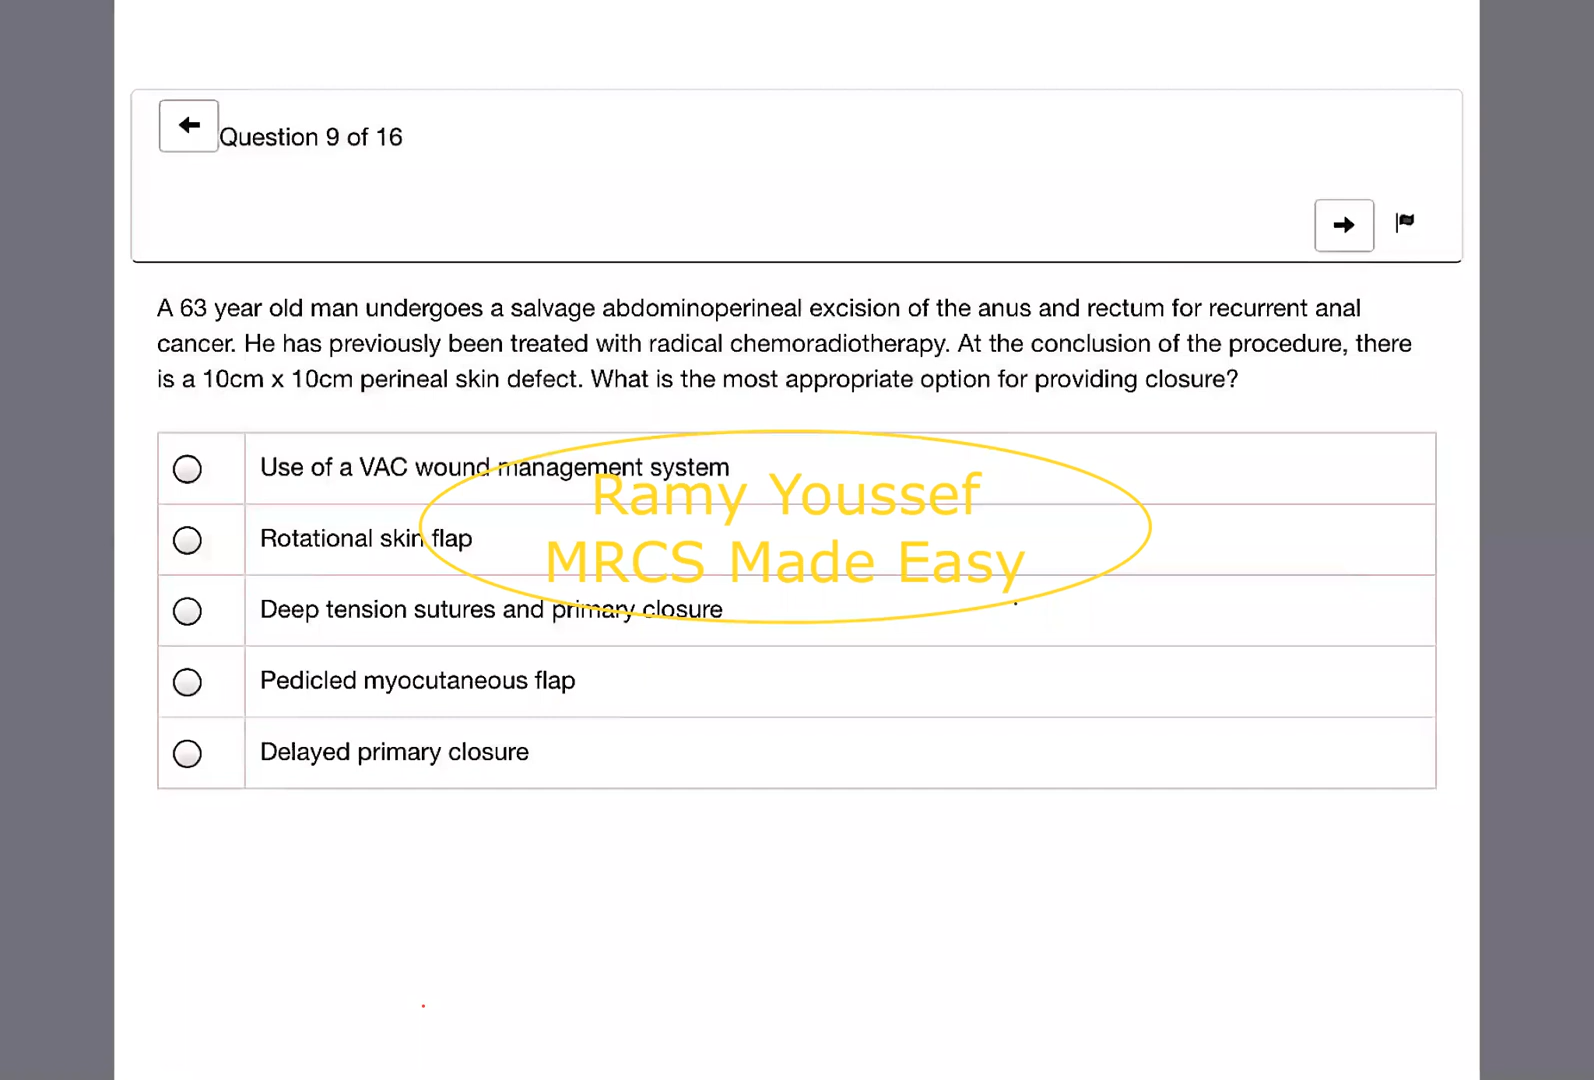 Question 9 of 16
A 63 year old man undergoes a salvage abdominoperineal excision of the anus and rectum for recurrent anal
cancer. He has previously been treated with radical chemoradiotherapy. At the conclusion of the procedure, there
is a 10cm x 10cm perineal skin defect. What is the most appropriate option for providing closure?
Use of a VAC wound management system
Ramy Youssef
Rotational skin flap
MRCS Made Easy
Deep tension sutures and primary closure
Pedicled myocutaneous flap
Delayed primary closure